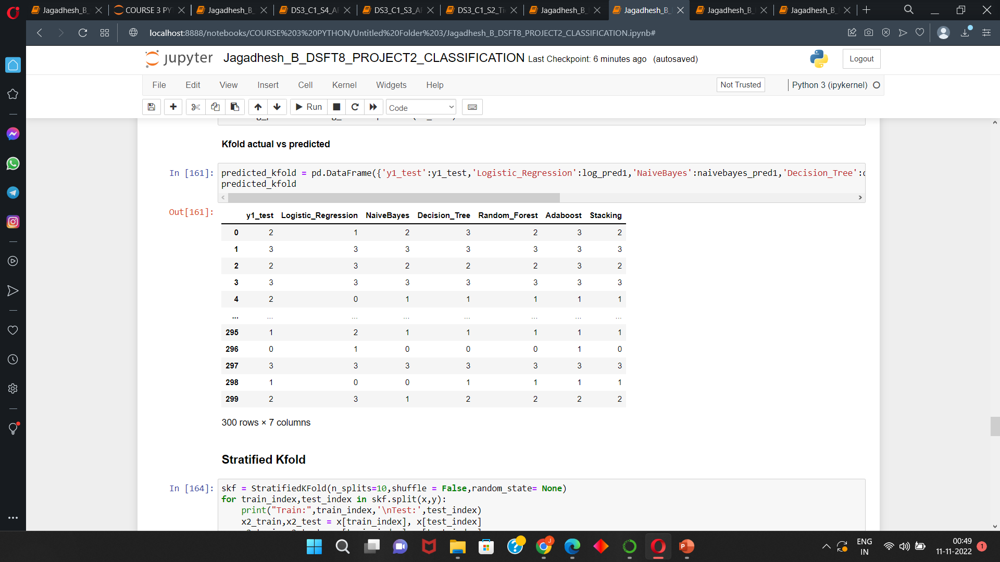 Jagadhesh_B_ COURSE 3 PY Jagadhesh_B_ DS3_C1_S4_A DS3_C1_S3_A DS3_C1_S2_Ti Jagadhesh_B_ Jagadhesh_B_ Jagadhesh_B_ Jagadhesh_B_
localhost:8888/notebooks/COURSE%203%20PYTHON/Untitled%20Folder%203/Jagadhesh_B_DSFT8_PROJECT2_CLASSIFICATION.ipynb#
jupyter Jagadhesh_B_DSFT8_PROJECT2_CLASSIFICATION Last Checkpoint: 6 minutes ago (autosaved) Logout
File Edit View Insert Cell Kernel Widgets Help Not Trusted Python 3 (ipykernel)
Run Code
Kfold actual vs predicted
In [161]: predicted_kfold = pd.DataFrame({'y1_test':y1_test,'Logistic_Regression':log_pred1,'NaiveBayes':naivebayes_pred1,'Decision_Tree':
predicted_kfold
Out[161]:
y1_test Logistic_Regression NaiveBayes Decision_Tree Random_Forest Adaboost Stacking
0 2 1 2 3 2 3 2
1 3 3 3 3 3 3 3
2 2 3 2 2 2 3 2
3 3 3 3 3 3 3 3
4 2 0 1 1 1 1 1
... ... ... ... ... ... ... ...
295 1 2 1 1 1 1 1
296 0 1 0 0 0 1 0
297 3 3 3 3 3 3 3
298 1 0 0 1 1 1 1
299 2 3 1 2 2 2 2
300 rows × 7 columns
Stratified Kfold
In [164]: skf = StratifiedKFold(n_splits=10,shuffle = False,random_state= None)
for train_index,test_index in skf.split(x,y):
print("Train:",train_index,'\nTest:',test_index)
x2_train,x2_test = x[train_index], x[test_index]
ENG
IN
00:49
11-11-2022
1